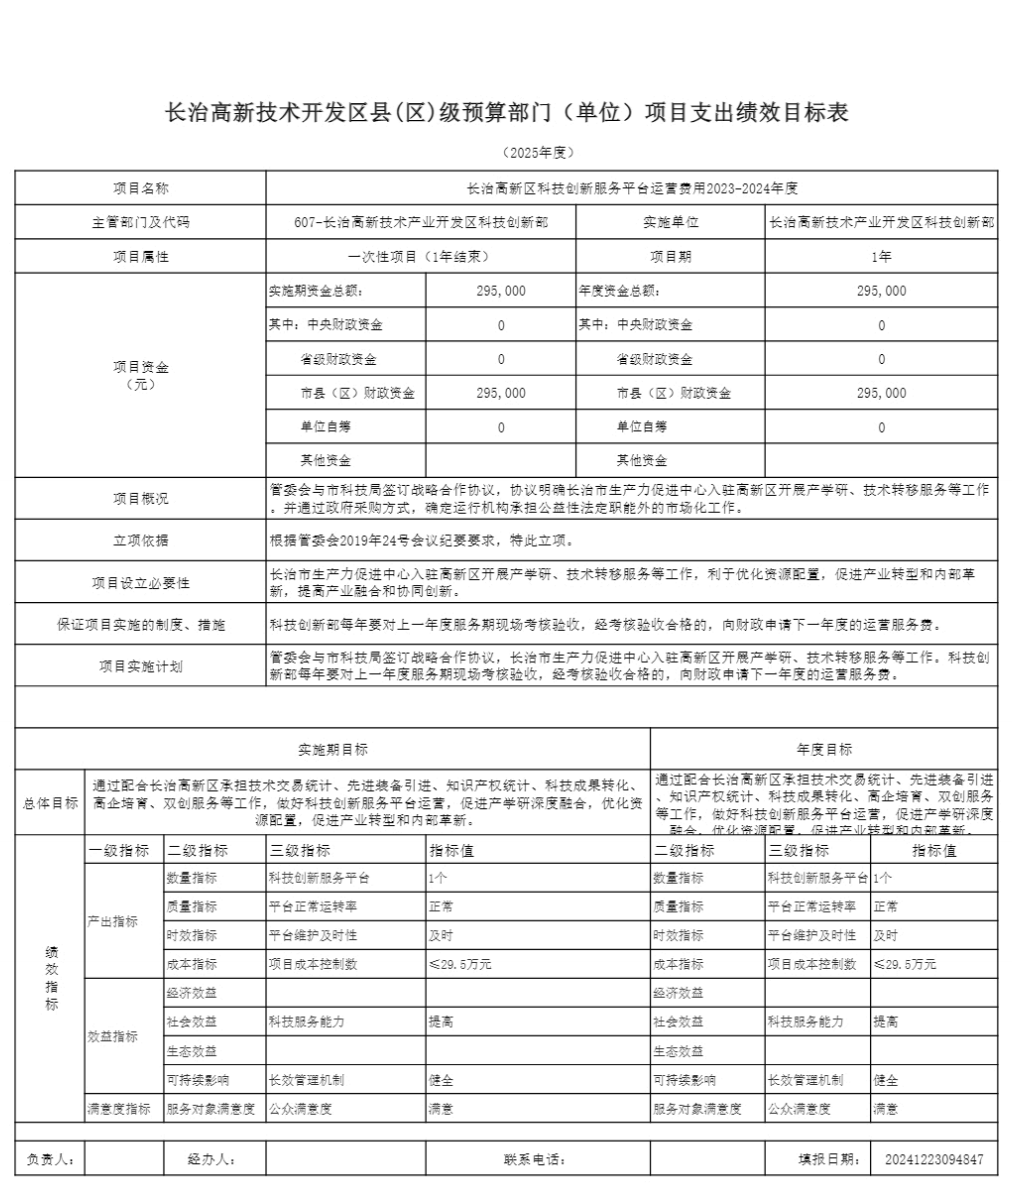 长治高新技术开发区县(区)级预算部门（单位）项目支出绩效目标表
（2025年度）
项目名称 长治高新区科技创新服务平台运营费用2023-2024年度
主管部门及代码 607-长治高新技术产业开发区科技创新部 实施单位 长治高新技术产业开发区科技创新部
项目属性 一次性项目（1年结束） 项目期 1年
项目资金
（元）
实施期资金总额： 295,000 年度资金总额： 295,000
其中：中央财政资金 0 其中：中央财政资金 0
省级财政资金 0 省级财政资金 0
市县（区）财政资金 295,000 市县（区）财政资金 295,000
单位自筹 0 单位自筹 0
其他资金 其他资金
项目概况
管委会与市科技局签订战略合作协议，协议明确长治市生产力促进中心入驻高新区开展产学研、技术转移服务等工作
。并通过政府采购方式，确定运行机构承担公益性法定职能外的市场化工作。
立项依据 根据管委会2019年24号会议纪要要求，特此立项。
项目设立必要性
长治市生产力促进中心入驻高新区开展产学研、技术转移服务等工作，利于优化资源配置，促进产业转型和内部革
新，提高产业融合和协同创新。
保证项目实施的制度、措施 科技创新部每年要对上一年度服务期现场考核验收，经考核验收合格的，向财政申请下一年度的运营服务费。
项目实施计划
管委会与市科技局签订战略合作协议，长治市生产力促进中心入驻高新区开展产学研、技术转移服务等工作。科技创
新部每年要对上一年度服务期现场考核验收，经考核验收合格的，向财政申请下一年度的运营服务费。
实施期目标 年度目标
总体目标
通过配合长治高新区承担技术交易统计、先进装备引进、知识产权统计、科技成果转化、
高企培育、双创服务等工作，做好科技创新服务平台运营，促进产学研深度融合，优化资
源配置，促进产业转型和内部革新。
通过配合长治高新区承担技术交易统计、先进装备引进
、知识产权统计、科技成果转化、高企培育、双创服务
等工作，做好科技创新服务平台运营，促进产学研深度
融合，优化资源配置，促进产业转型和内部革新。
绩
效
指
标
一级指标 二级指标 三级指标 指标值 二级指标 三级指标 指标值
产出指标
数量指标 科技创新服务平台 1个 数量指标 科技创新服务平台 1个
质量指标 平台正常运转率 正常 质量指标 平台正常运转率 正常
时效指标 平台维护及时性 及时 时效指标 平台维护及时性 及时
成本指标 项目成本控制数 ≤29.5万元 成本指标 项目成本控制数 ≤29.5万元
效益指标
经济效益 经济效益
社会效益 科技服务能力 提高 社会效益 科技服务能力 提高
生态效益 生态效益
可持续影响 长效管理机制 健全 可持续影响 长效管理机制 健全
满意度指标 服务对象满意度 公众满意度 满意 服务对象满意度 公众满意度 满意
负责人： 经办人： 联系电话： 填报日期： 20241223094847